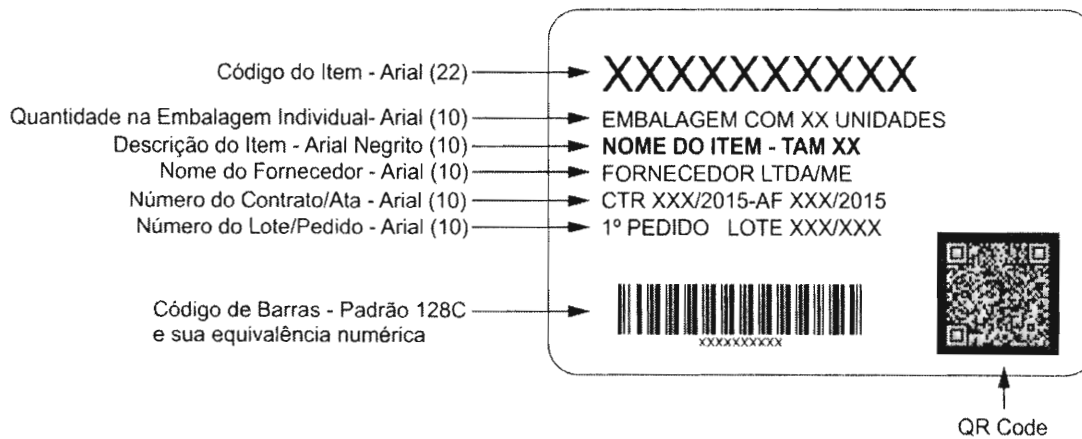 Código do Item - Arial (22)
XXXXXXXXXX
Quantidade na Embalagem Individual- Arial (10)
EMBALAGEM COM XX UNIDADES
Descrição do Item - Arial Negrito (10)
NOME DO ITEM - TAM XX
Nome do Fornecedor - Arial (10)
FORNECEDOR LTDA/ME
Número do Contrato/Ata - Arial (10)
CTR XXX/2015-AF XXX/2015
Número do Lote/Pedido - Arial (10)
1º PEDIDO LOTE XXX/XXX
Código de Barras - Padrão 128C
e sua equivalência numérica
XXXXXXXXXX
QR Code